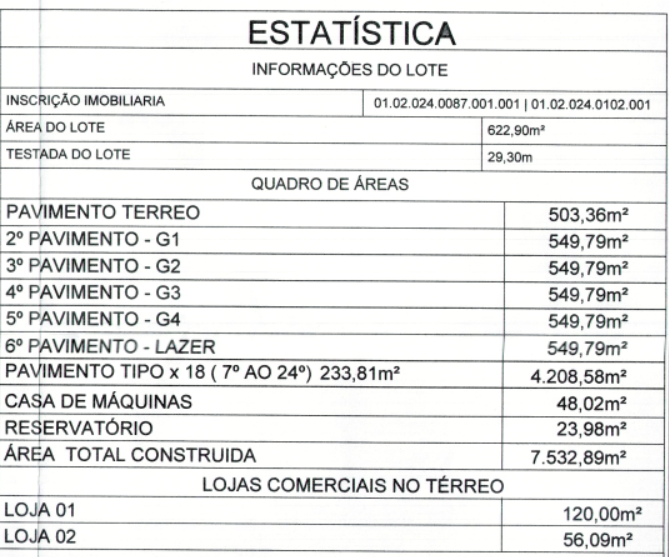 ESTATÍSTICA
INFORMAÇÕES DO LOTE
INSCRIÇÃO IMOBILIARIA 01.02.024.0087.001.001 | 01.02.024.0102.001
ÁREA DO LOTE 622,90m²
TESTADA DO LOTE 29,30m
QUADRO DE ÁREAS
PAVIMENTO TERREO 503,36m²
2º PAVIMENTO - G1 549,79m²
3º PAVIMENTO - G2 549,79m²
4º PAVIMENTO - G3 549,79m²
5º PAVIMENTO - G4 549,79m²
6º PAVIMENTO - LAZER 549,79m²
PAVIMENTO TIPO x 18 ( 7º AO 24º) 233,81m² 4.208,58m²
CASA DE MÁQUINAS 48,02m²
RESERVATÓRIO 23,98m²
ÁREA TOTAL CONSTRUIDA 7.532,89m²
LOJAS COMERCIAIS NO TÉRREO
LOJA 01 120,00m²
LOJA 02 56,09m²